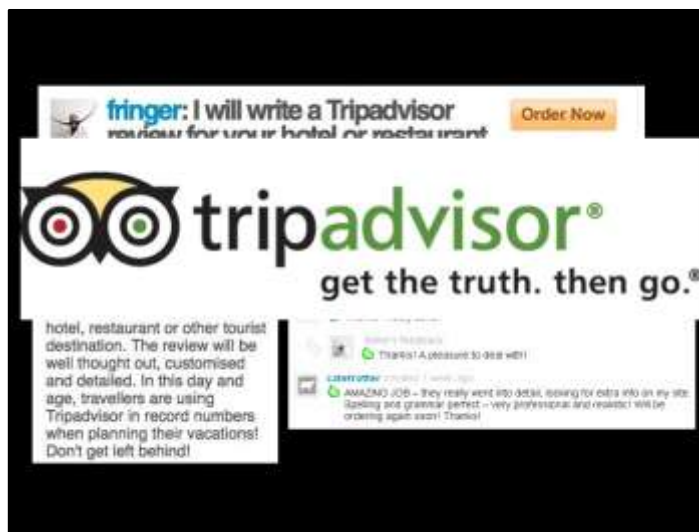 fringer: I will write a Tripadvisor
review for your hotel or restaurant
Order Now
tripadvisor®
get the truth. then go.®
hotel, restaurant or other tourist
destination. The review will be
well thought out, customised
and detailed. In this day and
age, travellers are using
Tripadvisor in record numbers
when planning their vacations!
Don't get left behind!
Thanks! A pleasure to deal with!
AMAZING JOB – they really went into detail, looking for extra info on my site.
Spelling and grammar perfect – very professional and realistic! Will be
ordering again soon! Thanks!